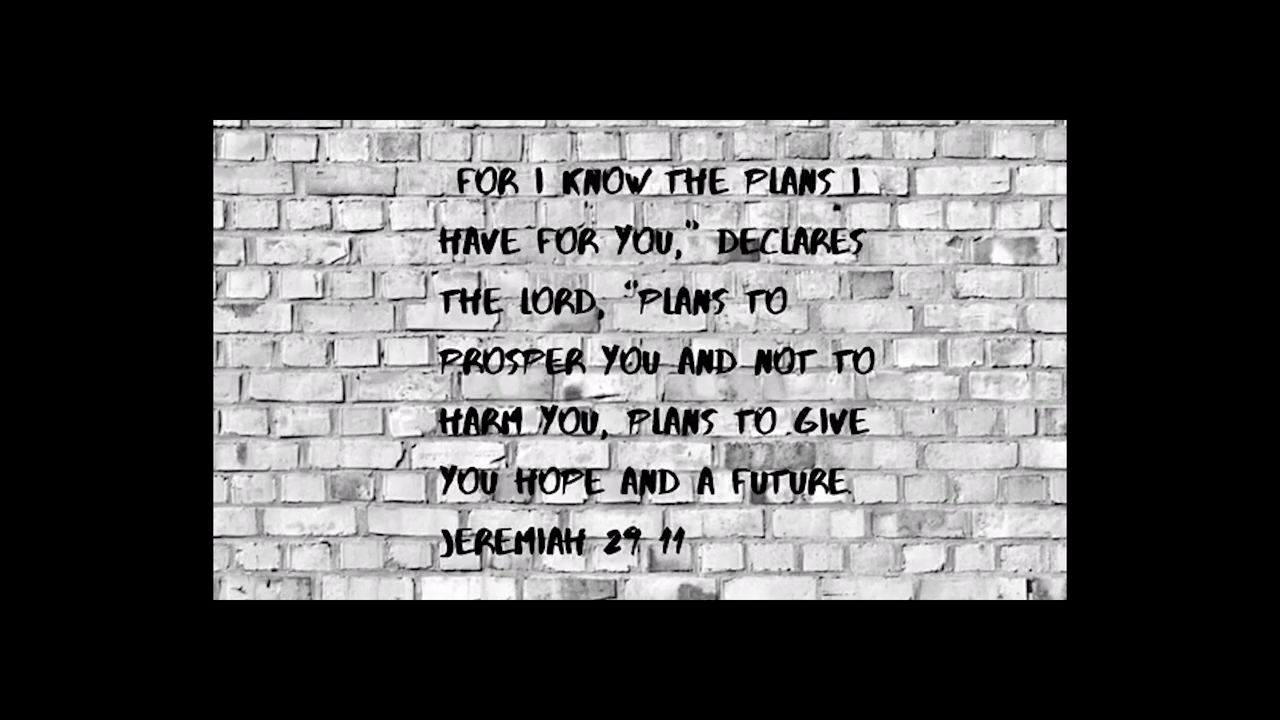 FOR I KNOW THE PLANS I
HAVE FOR YOU," DECLARES
THE LORD, "PLANS TO
PROSPER YOU AND NOT TO
HARM YOU, PLANS TO GIVE
YOU HOPE AND A FUTURE.
JEREMIAH 29 11